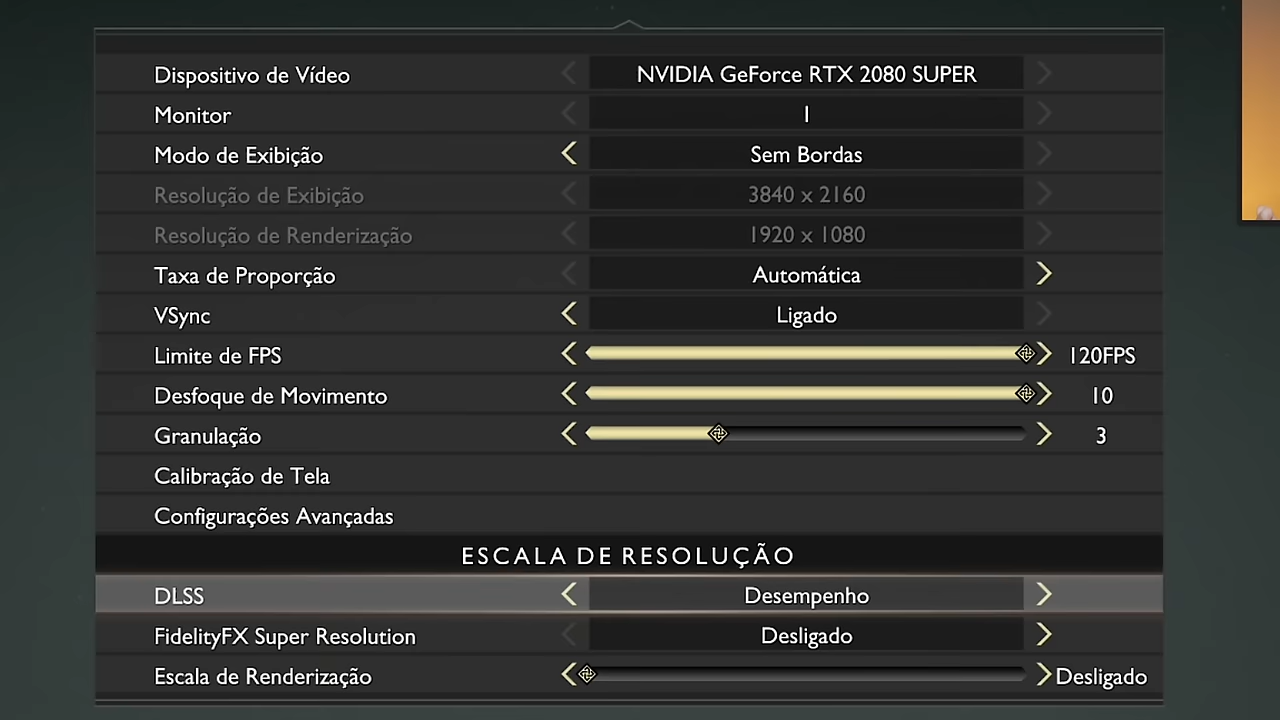 Dispositivo de Vídeo NVIDIA GeForce RTX 2080 SUPER
Monitor 1
Modo de Exibição Sem Bordas
Resolução de Exibição 3840 x 2160
Resolução de Renderização 1920 x 1080
Taxa de Proporção Automática
VSync Ligado
Limite de FPS 120FPS
Desfoque de Movimento 10
Granulação 3
Calibração de Tela
Configurações Avançadas
ESCALA DE RESOLUÇÃO
DLSS Desempenho
FidelityFX Super Resolution Desligado
Escala de Renderização Desligado